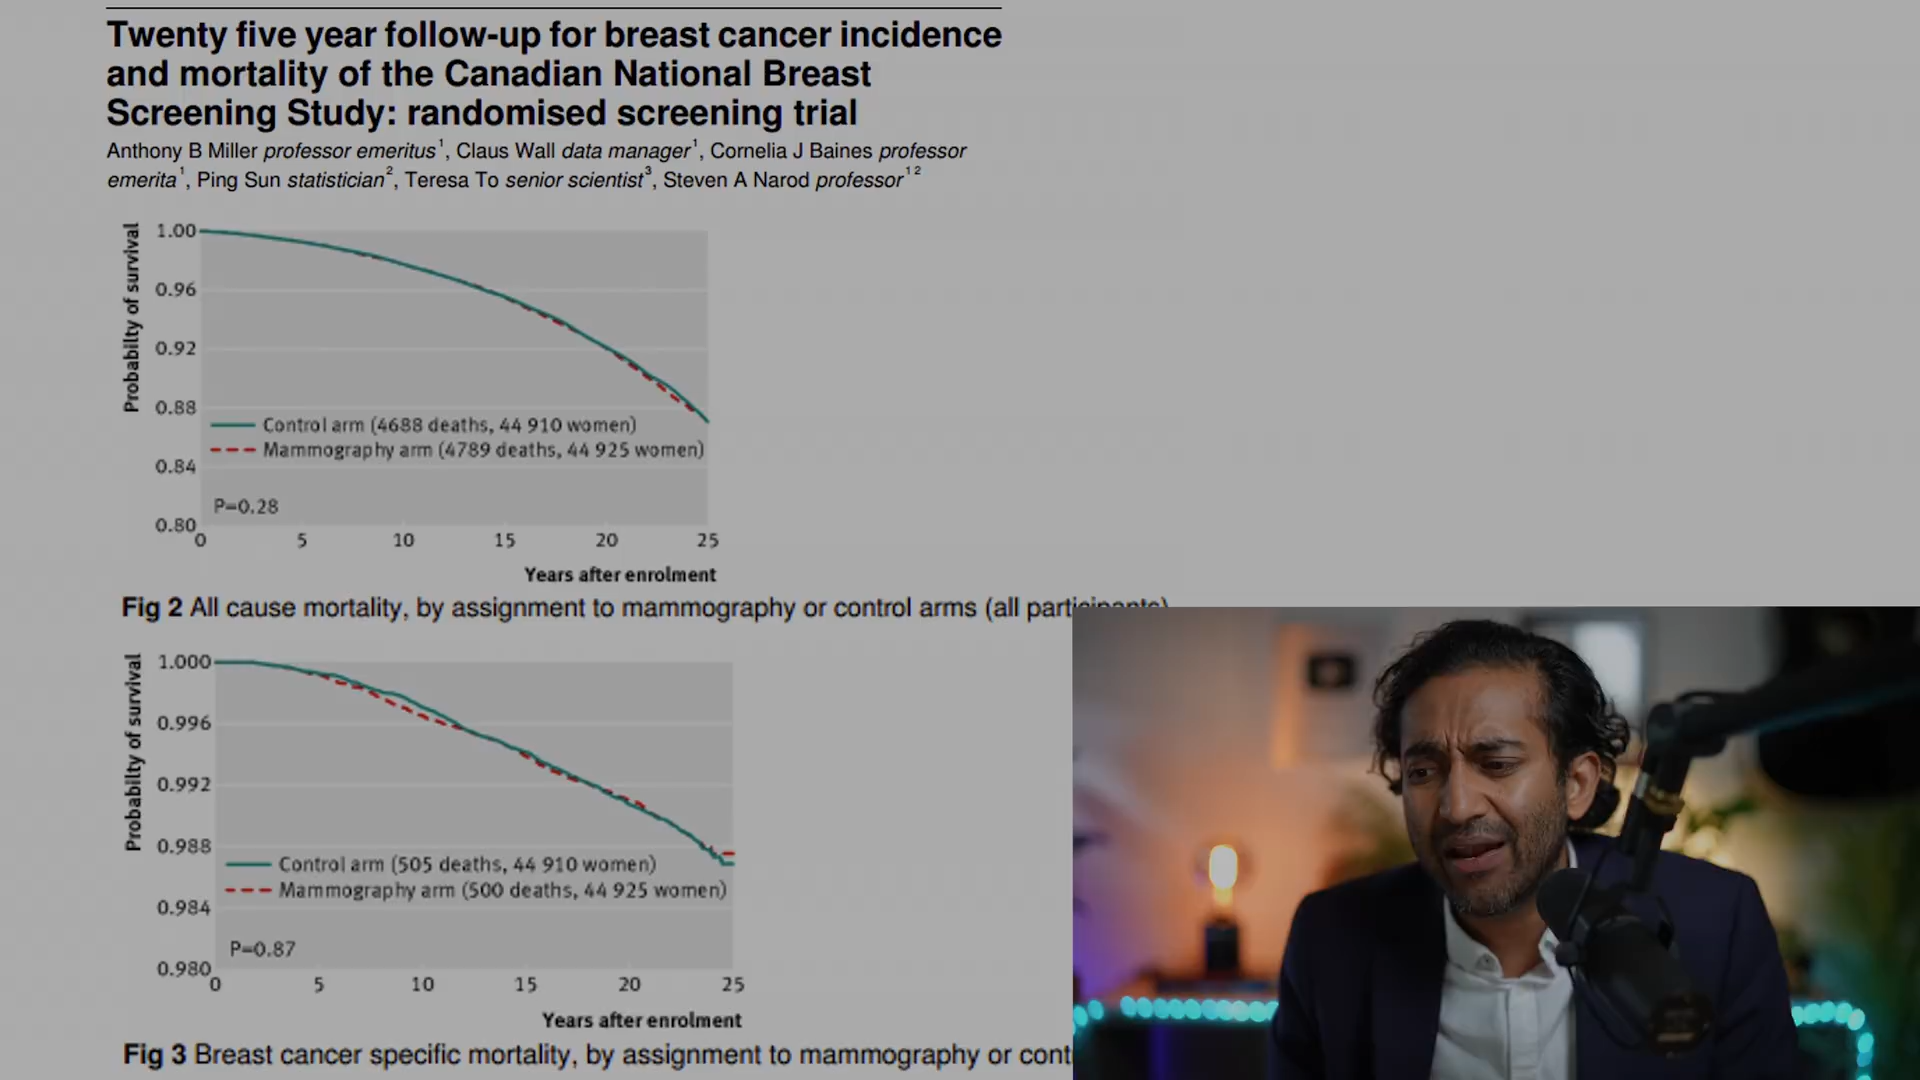 Twenty five year follow-up for breast cancer incidence
and mortality of the Canadian National Breast
Screening Study: randomised screening trial
Anthony B Miller professor emeritus¹, Claus Wall data manager¹, Cornelia J Baines professor
emerita¹, Ping Sun statistician², Teresa To senior scientist³, Steven A Narod professor¹ ²
Probabilty of survival
1.00
0.96
0.92
0.88
0.84
0.80
Control arm (4688 deaths, 44 910 women)
Mammography arm (4789 deaths, 44 925 women)
P=0.28
0 5 10 15 20 25
Years after enrolment
Fig 2 All cause mortality, by assignment to mammography or control arms (all participants)
Probabilty of survival
1.000
0.996
0.992
0.988
0.984
0.980
Control arm (505 deaths, 44 910 women)
Mammography arm (500 deaths, 44 925 women)
P=0.87
0 5 10 15 20 25
Years after enrolment
Fig 3 Breast cancer specific mortality, by assignment to mammography or cont